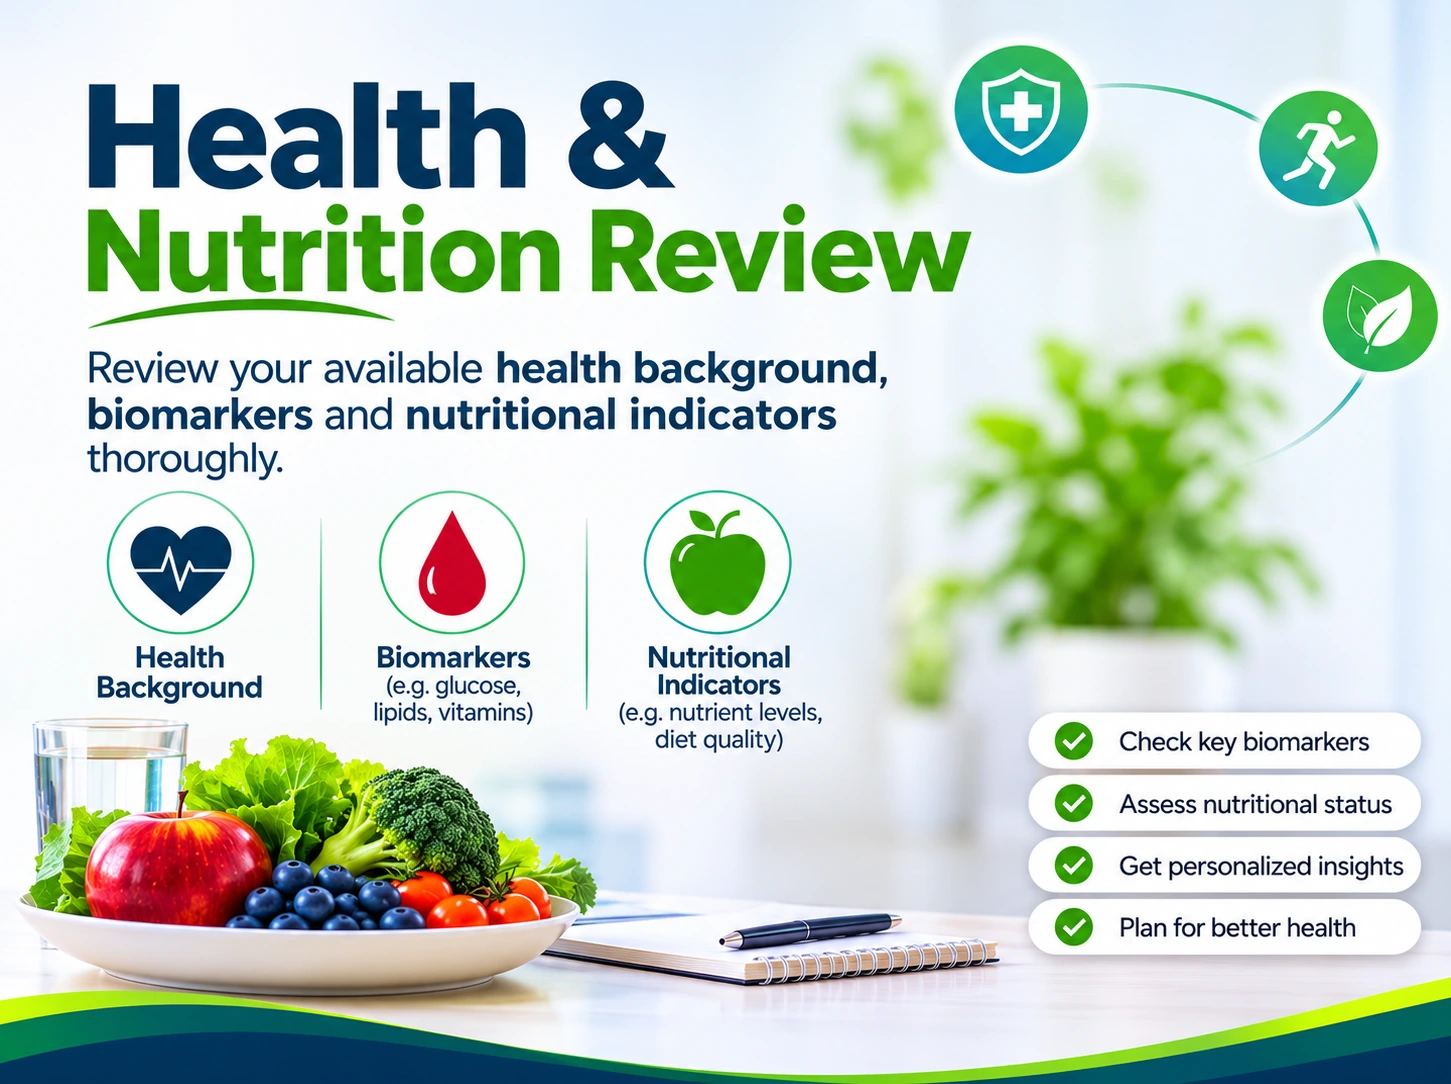 Health &
Nutrition Review
Review your available health background,
biomarkers and nutritional indicators
thoroughly.
Health
Background
Biomarkers
(e.g. glucose,
lipids, vitamins)
Nutritional
Indicators
(e.g. nutrient levels,
diet quality)
Check key biomarkers
Assess nutritional status
Get personalized insights
Plan for better health